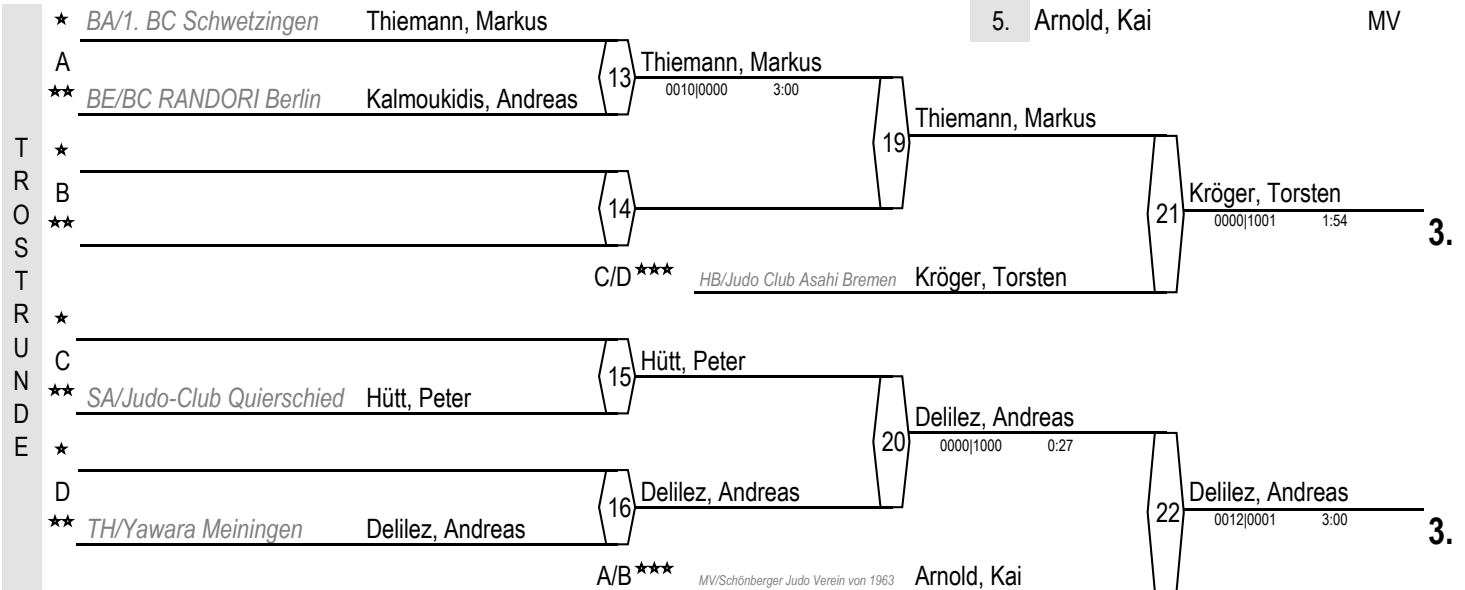 ★ BA/1. BC Schwetzingen Thiemann, Markus 5. Arnold, Kai MV
A
13 Thiemann, Markus
0010|0000 3:00
★★ BE/BC RANDORI Berlin Kalmoukidis, Andreas
19 Thiemann, Markus
TROSTRUNDE
★
B
★★
14
21 Kröger, Torsten
0000|1001 1:54
3.
C/D ★★★ HB/Judo Club Asahi Bremen Kröger, Torsten
★
C
15 Hütt, Peter
★★ SA/Judo-Club Quierschied Hütt, Peter
20 Delilez, Andreas
0000|1000 0:27
★
D
16 Delilez, Andreas
22 Delilez, Andreas
0012|0001 3:00
3.
★★ TH/Yawara Meiningen Delilez, Andreas
A/B ★★★ MV/Schönberger Judo Verein von 1963 Arnold, Kai